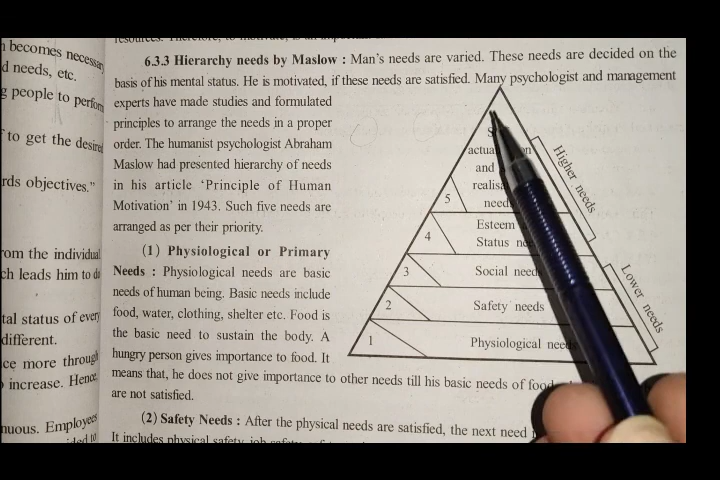 n becomes necessary
d needs, etc.
g people to perform
to get the desired
rds objectives."
rom the individual
ch leads him to do
tal status of every
different.
ce more through
increase. Hence,
nuous. Employees
6.3.3 Hierarchy needs by Maslow : Man's needs are varied. These needs are decided on the
basis of his mental status. He is motivated, if these needs are satisfied. Many psychologist and management
experts have made studies and formulated
principles to arrange the needs in a proper
order. The humanist psychologist Abraham
Maslow had presented hierarchy of needs
in his article 'Principle of Human
Motivation' in 1943. Such five needs are
arranged as per their priority.
(1) Physiological or Primary
Needs : Physiological needs are basic
needs of human being. Basic needs include
food, water, clothing, shelter etc. Food is
the basic need to sustain the body. A
hungry person gives importance to food. It
means that, he does not give importance to other needs till his basic needs of food
are not satisfied.
(2) Safety Needs : After the physical needs are satisfied, the next need
It includes physical safety, job
and
5
4
Esteem
Status
3
Social needs
2
Safety needs
1
Physiological needs
Higher needs
Lower needs